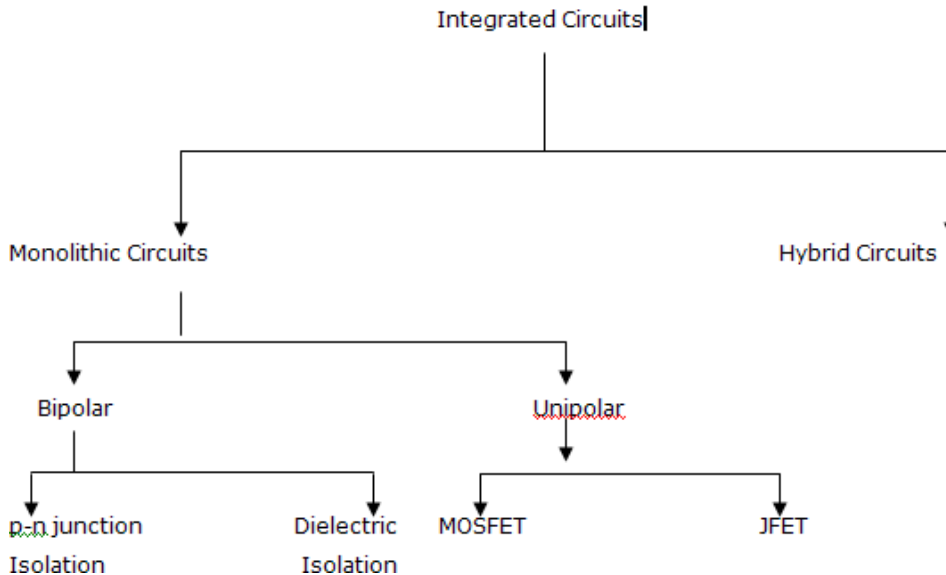 Integrated Circuits
Monolithic Circuits
Hybrid Circuits
Bipolar
Unipolar
p-n junction
Isolation
Dielectric
Isolation
MOSFET
JFET